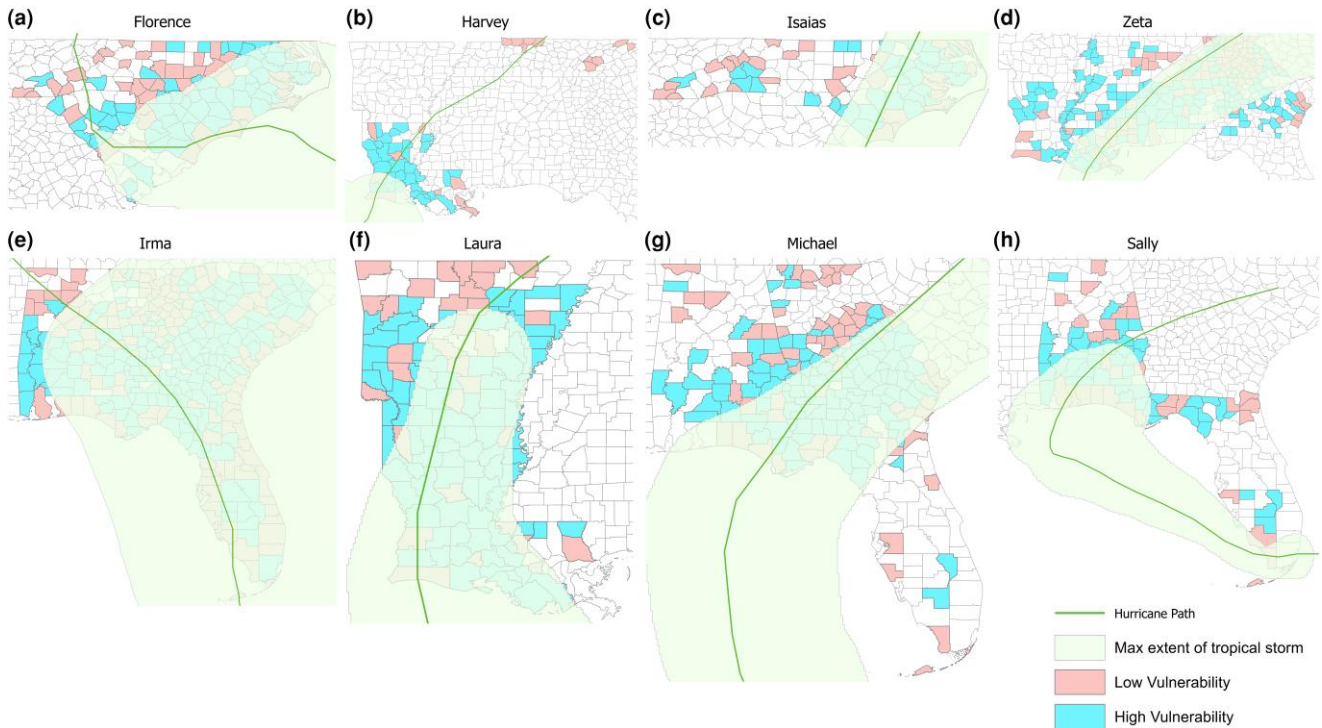 (a) Florence
(b) Harvey
(c) Isaias
(d) Zeta
(e) Irma
(f) Laura
(g) Michael
(h) Sally
Hurricane Path
Max extent of tropical storm
Low Vulnerability
High Vulnerability